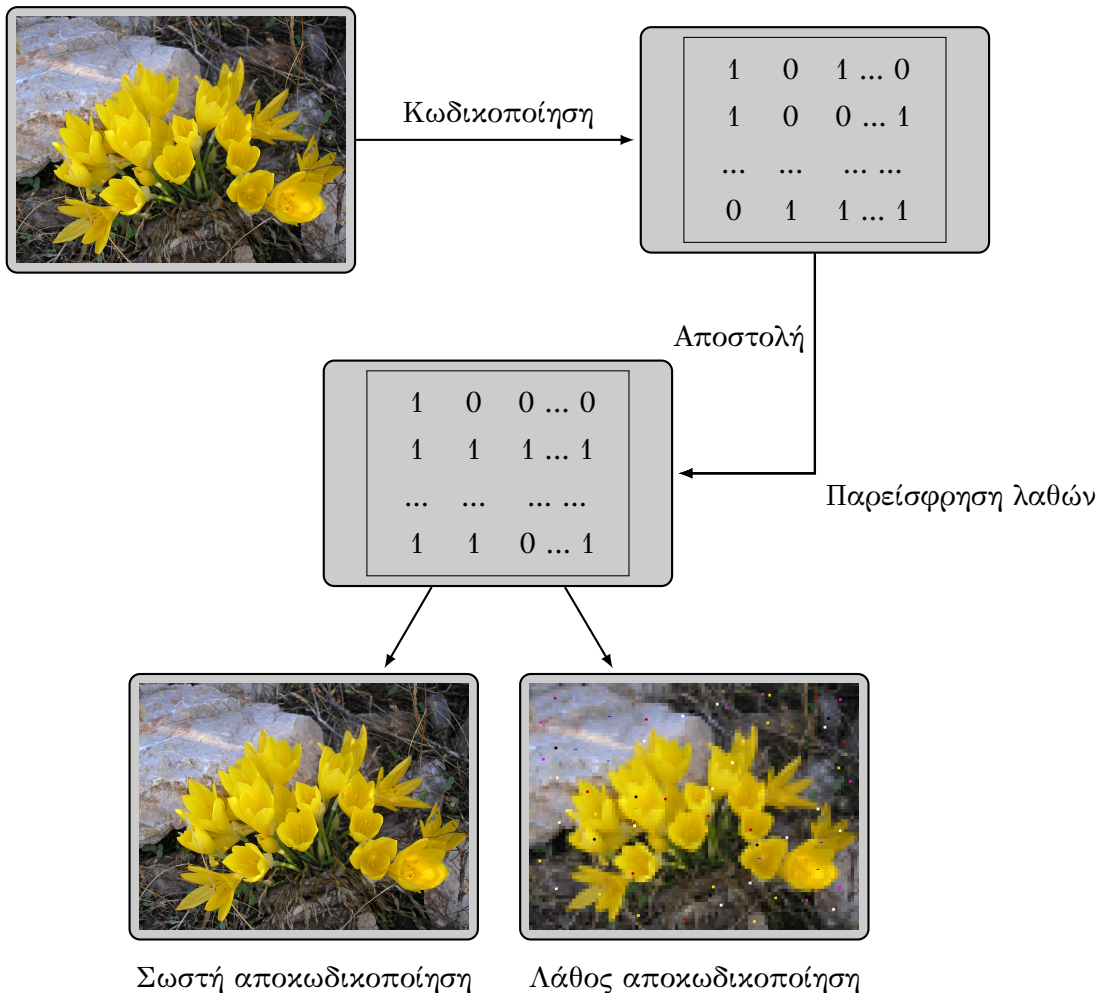 Κωδικοποίηση
1 0 1 ... 0
1 0 0 ... 1
... ... ... ...
0 1 1 ... 1
Αποστολή
Παρείσφρηση λαθών
1 0 0 ... 0
1 1 1 ... 1
... ... ... ...
1 1 0 ... 1
Σωστή αποκωδικοποίηση
Λάθος αποκωδικοποίηση